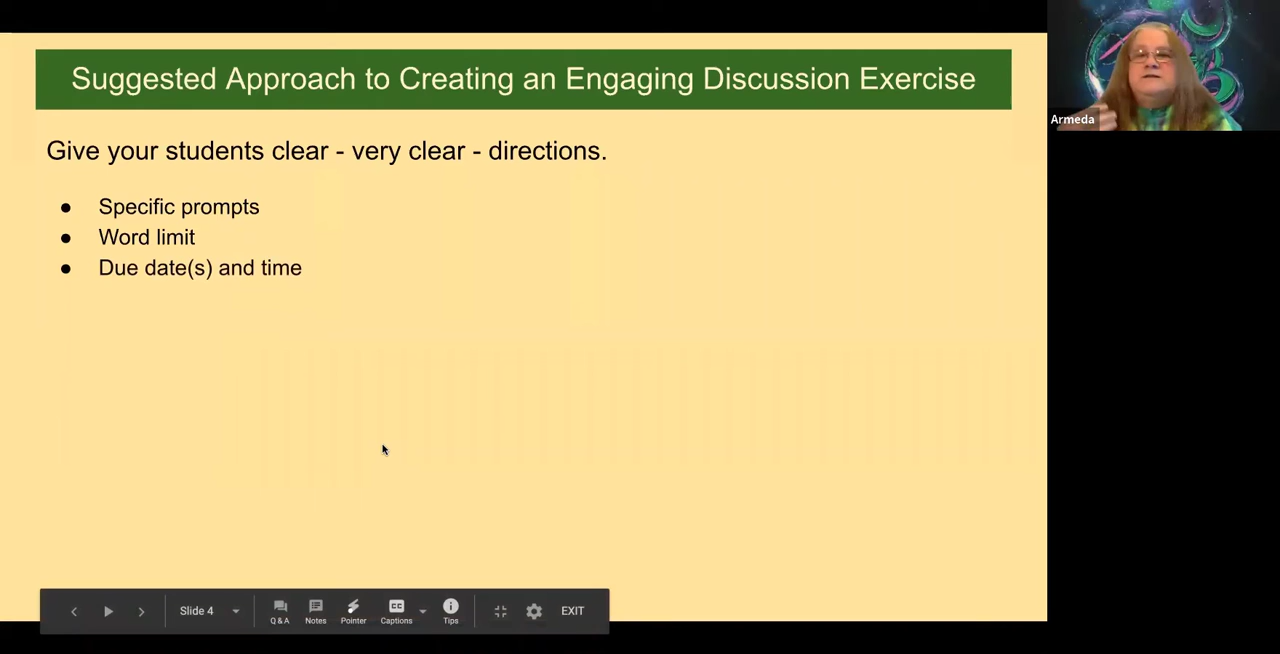 Suggested Approach to Creating an Engaging Discussion Exercise
Armeda
Give your students clear - very clear - directions.
● Specific prompts
● Word limit
● Due date(s) and time
Slide 4
Q & A
Notes
Pointer
CC
Captions
Tips
EXIT